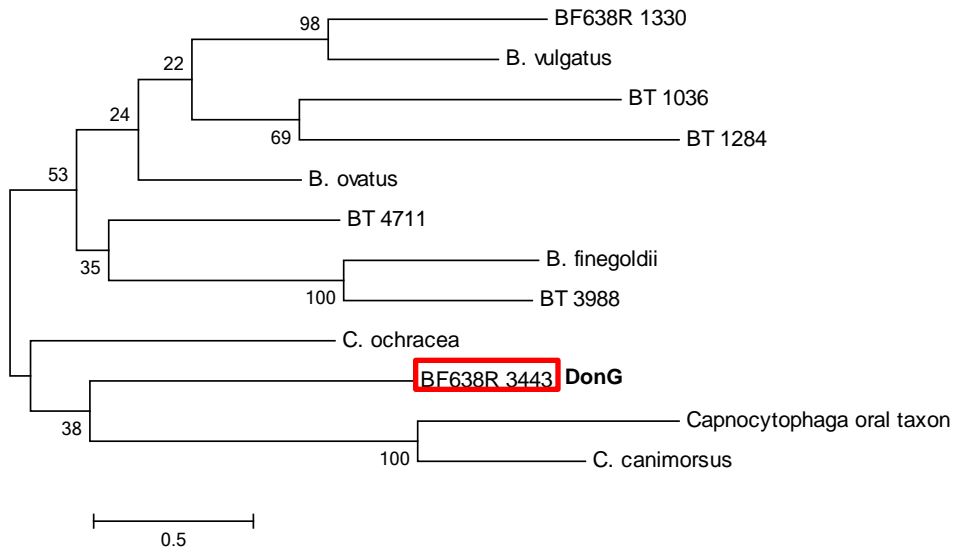 98
BF638R 1330
B. vulgatus
22
BT 1036
24
69
BT 1284
53
B. ovatus
BT 4711
35
B. finegoldii
100
BT 3988
C. ochracea
BF638R 3443 DonG
38
Capnocytophaga oral taxon
100
C. canimorsus
0.5